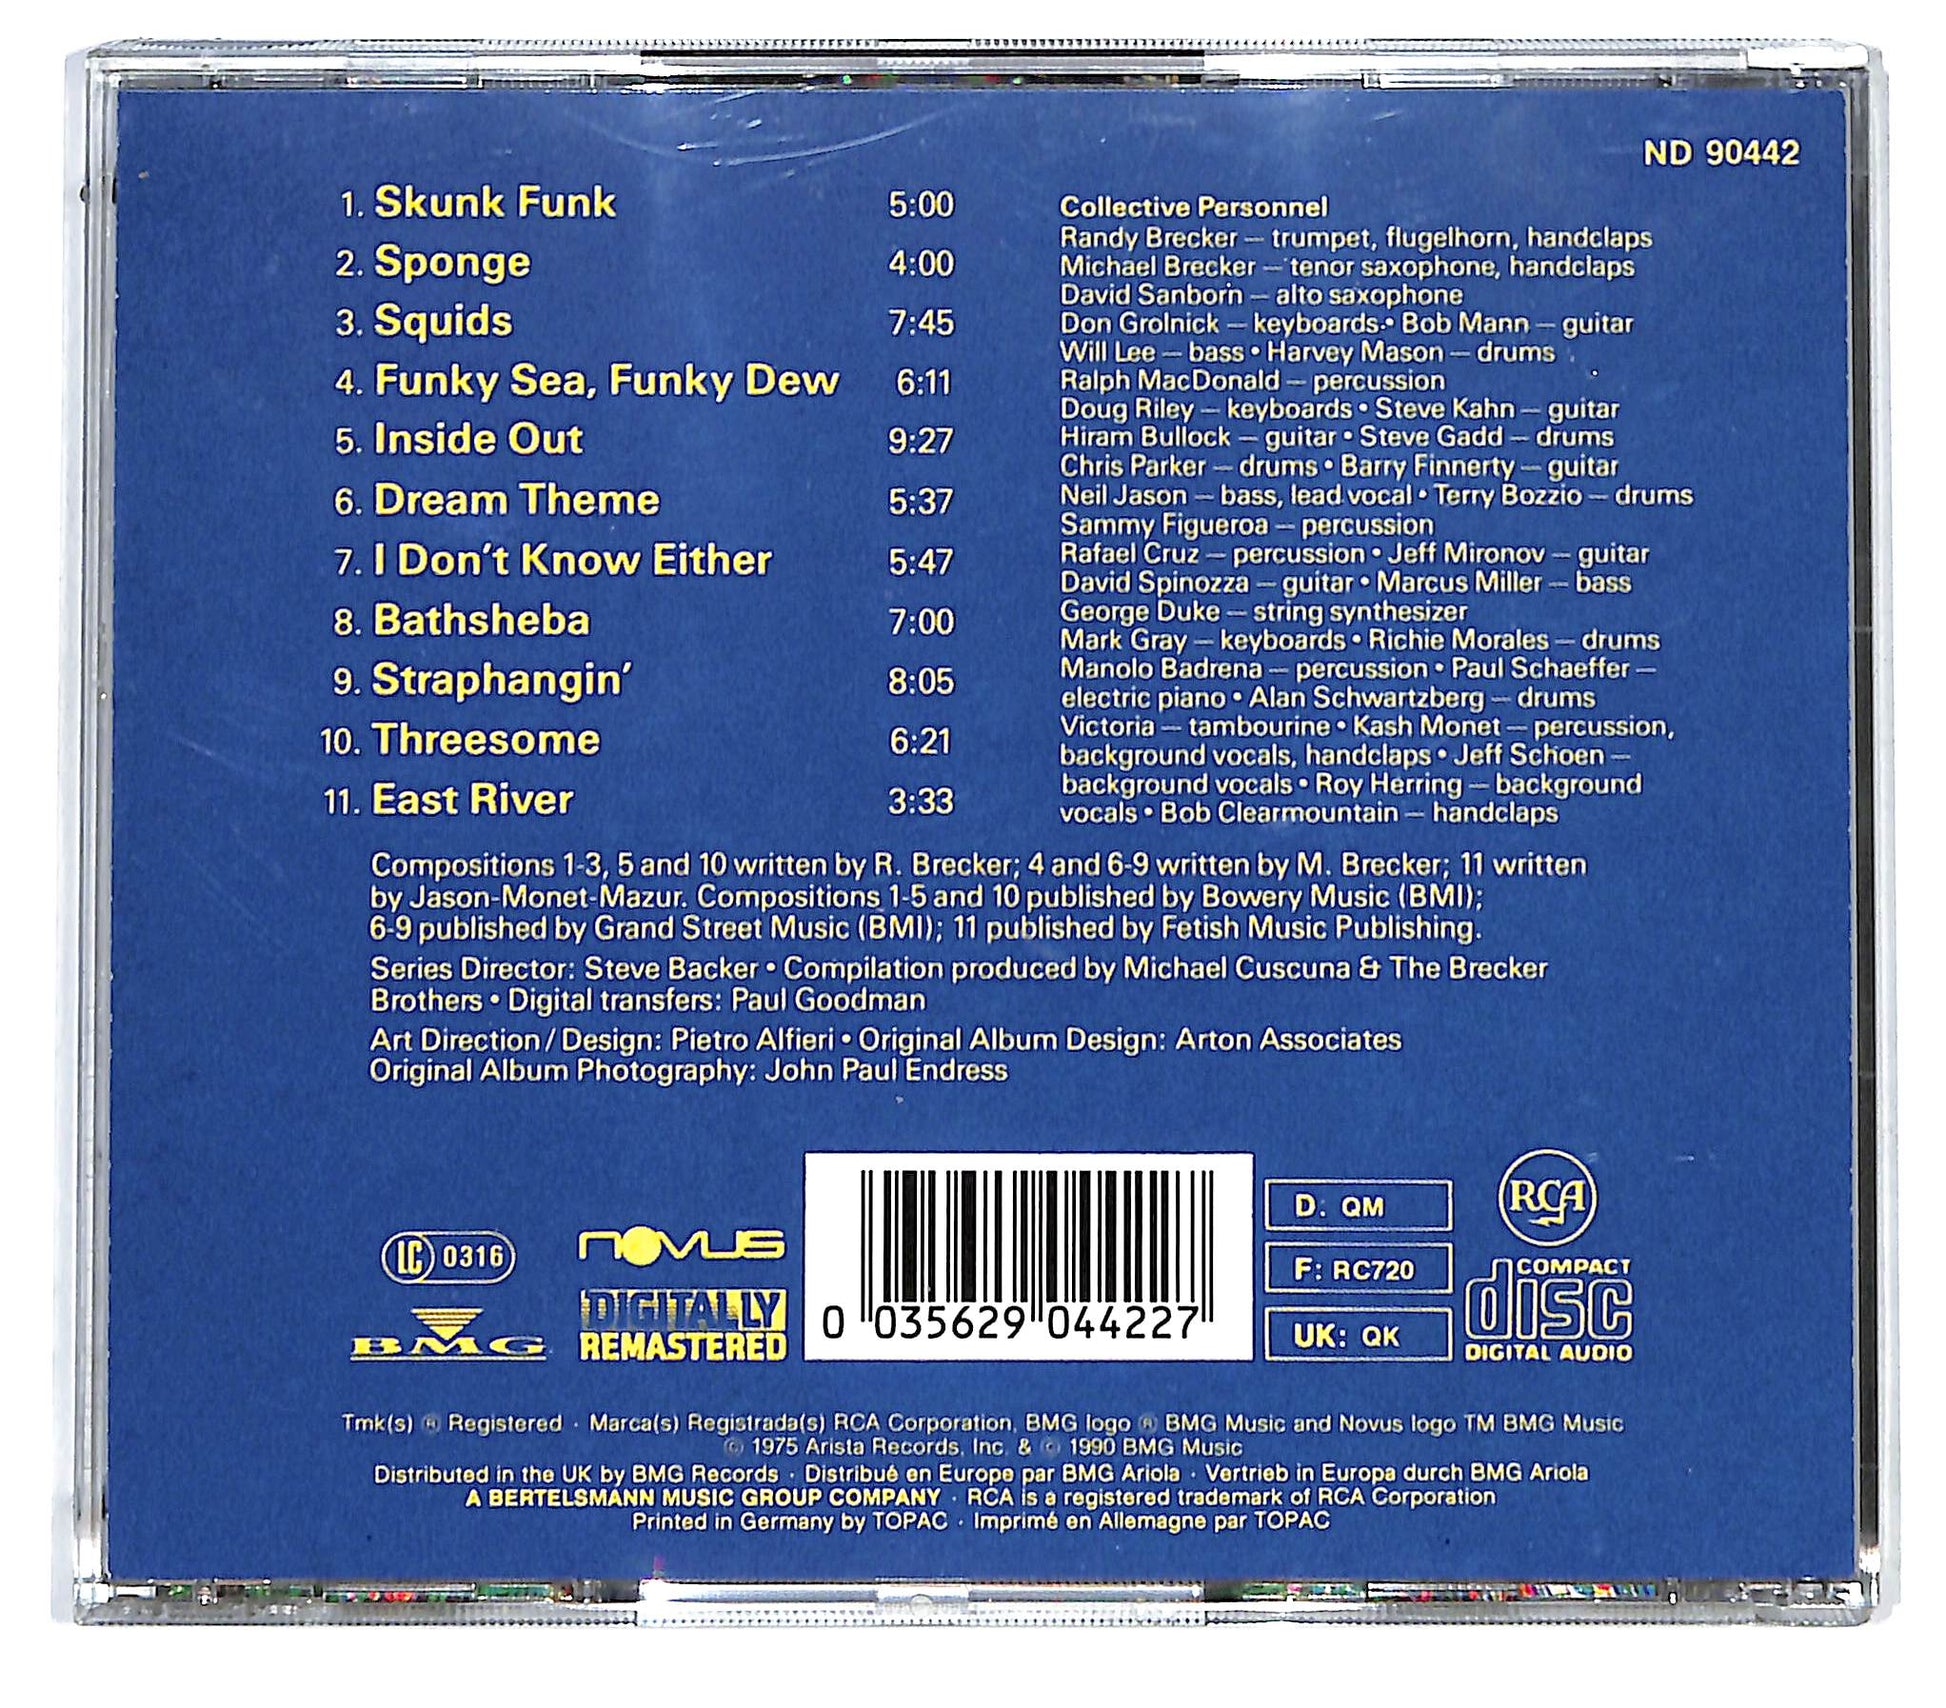 ND 90442
1. Skunk Funk 5:00
2. Sponge 4:00
3. Squids 7:45
4. Funky Sea, Funky Dew 6:11
5. Inside Out 9:27
6. Dream Theme 5:37
7. I Don't Know Either 5:47
8. Bathsheba 7:00
9. Straphangin' 8:05
10. Threesome 6:21
11. East River 3:33
Collective Personnel
Randy Brecker — trumpet, flugelhorn, handclaps
Michael Brecker — tenor saxophone, handclaps
David Sanborn — alto saxophone
Don Grolnick — keyboards • Bob Mann — guitar
Will Lee — bass • Harvey Mason — drums
Ralph MacDonald — percussion
Doug Riley — keyboards • Steve Kahn — guitar
Hiram Bullock — guitar • Steve Gadd — drums
Chris Parker — drums • Barry Finnerty — guitar
Neil Jason — bass, lead vocal • Terry Bozzio — drums
Sammy Figueroa — percussion
Rafael Cruz — percussion • Jeff Mironov — guitar
David Spinozza — guitar • Marcus Miller — bass
George Duke — string synthesizer
Mark Gray — keyboards • Richie Morales — drums
Manolo Badrena — percussion • Paul Schaeffer —
electric piano • Alan Schwartzberg — drums
Victoria — tambourine • Kash Monet — percussion,
background vocals, handclaps • Jeff Schoen —
background vocals • Roy Herring — background
vocals • Bob Clearmountain — handclaps
Compositions 1-3, 5 and 10 written by R. Brecker; 4 and 6-9 written by M. Brecker; 11 written
by Jason-Monet-Mazur. Compositions 1-5 and 10 published by Bowery Music (BMI);
6-9 published by Grand Street Music (BMI); 11 published by Fetish Music Publishing.
Series Director: Steve Backer • Compilation produced by Michael Cuscuna & The Brecker
Brothers • Digital transfers: Paul Goodman
Art Direction / Design: Pietro Alfieri • Original Album Design: Arton Associates
Original Album Photography: John Paul Endress
LC 0316
BMG
NOVUS
DIGITALLY
REMASTERED
0 035629 044227
D: QM
F: RC720
UK: QK
RCA
COMPACT
disc
DIGITAL AUDIO
Tmk(s) ® Registered · Marca(s) Registrada(s) RCA Corporation, BMG logo ® BMG Music and Novus logo TM BMG Music
© 1975 Arista Records, Inc. & © 1990 BMG Music
Distributed in the UK by BMG Records · Distribué en Europe par BMG Ariola · Vertrieb in Europa durch BMG Ariola
A BERTELSMANN MUSIC GROUP COMPANY · RCA is a registered trademark of RCA Corporation
Printed in Germany by TOPAC · Imprimé en Allemagne par TOPAC